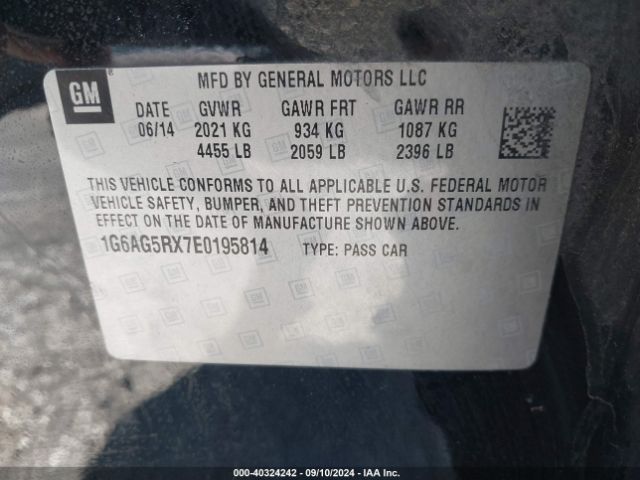 GM
MFD BY GENERAL MOTORS LLC
DATE GVWR GAWR FRT GAWR RR
06/14 2021 KG 934 KG 1087 KG
4455 LB 2059 LB 2396 LB
THIS VEHICLE CONFORMS TO ALL APPLICABLE U.S. FEDERAL MOTOR
VEHICLE SAFETY, BUMPER, AND THEFT PREVENTION STANDARDS IN
EFFECT ON THE DATE OF MANUFACTURE SHOWN ABOVE.
1G6AG5RX7E0195814 TYPE: PASS CAR
000-40324242 - 09/10/2024 - IAA Inc.